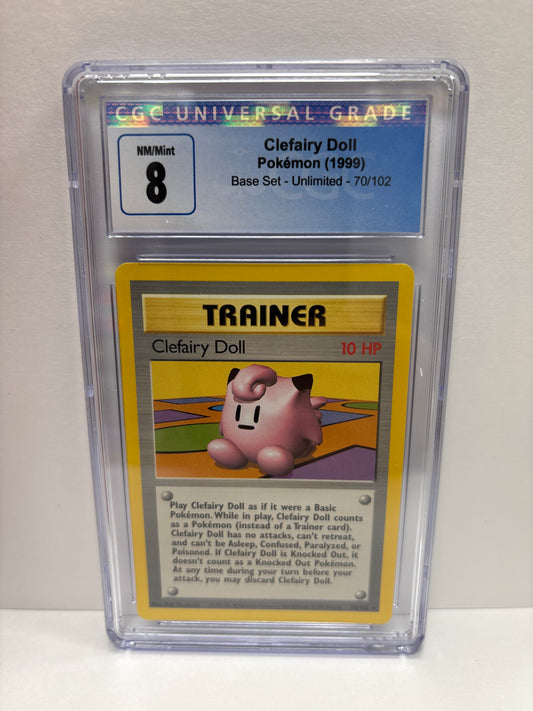 CGC UNIVERSAL GRADE
NM/Mint
8
Clefairy Doll
Pokémon (1999)
Base Set - Unlimited - 70/102
TRAINER
Clefairy Doll
10 HP
Play Clefairy Doll as if it were a Basic
Pokémon. While in play, Clefairy Doll counts
as a Pokémon (instead of a Trainer card).
Clefairy Doll has no attacks, can't retreat,
and can't be Asleep, Confused, Paralyzed, or
Poisoned. If Clefairy Doll is Knocked Out, it
doesn't count as a Knocked Out Pokémon.
At any time during your turn before your
attack, you may discard Clefairy Doll.